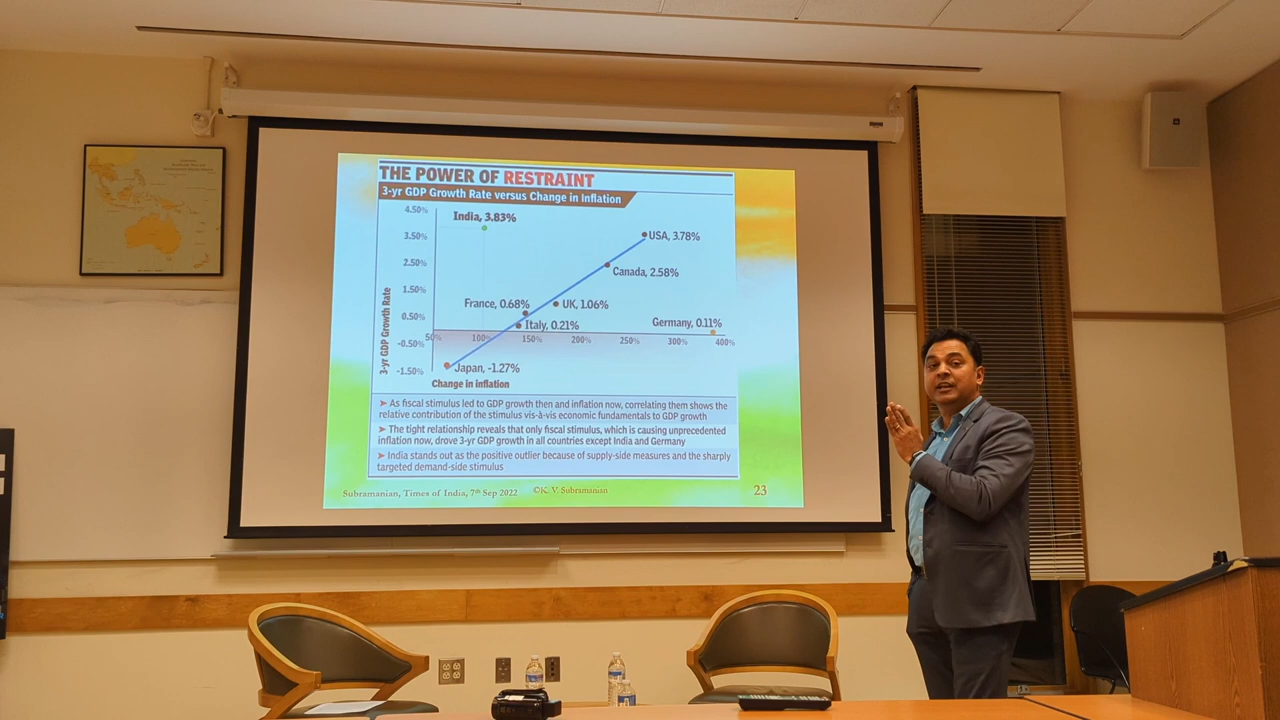 THE POWER OF RESTRAINT
3-yr GDP Growth Rate versus Change in Inflation
4.50%
India, 3.83%
3.50%
USA, 3.78%
2.50%
Canada, 2.58%
1.50%
France, 0.68%
UK, 1.06%
0.50%
Italy, 0.21%
Germany, 0.11%
50%
100%
150%
200%
250%
300%
400%
-0.50%
-1.50%
Japan, -1.27%
3-yr GDP Growth Rate
Change in inflation
➤ As fiscal stimulus led to GDP growth then and inflation now, correlating them shows the
relative contribution of the stimulus vis-à-vis economic fundamentals to GDP growth
➤ The tight relationship reveals that only fiscal stimulus, which is causing unprecedented
inflation now, drove 3-yr GDP growth in all countries except India and Germany
➤ India stands out as the positive outlier because of supply-side measures and the sharply
targeted demand-side stimulus
Subramanian, Times of India, 7th Sep 2022 ©K. V. Subramanian 23